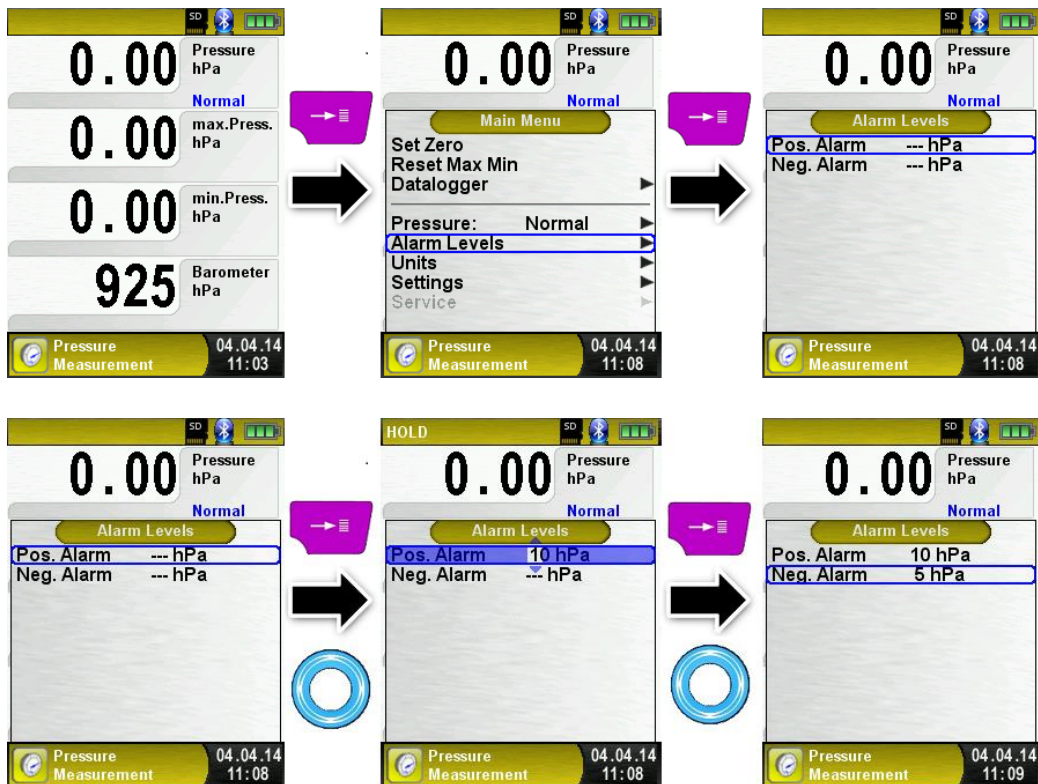 SD
0.00 Pressure hPa
Normal
0.00 max.Press. hPa
0.00 min.Press. hPa
925 Barometer hPa
Pressure Measurement 04.04.14 11:03
SD
0.00 Pressure hPa
Normal
Main Menu
Set Zero
Reset Max Min
Datalogger
Pressure: Normal
Alarm Levels
Units
Settings
Service
Pressure Measurement 04.04.14 11:08
SD
0.00 Pressure hPa
Normal
Alarm Levels
Pos. Alarm --- hPa
Neg. Alarm --- hPa
Pressure Measurement 04.04.14 11:08
SD
0.00 Pressure hPa
Normal
Alarm Levels
Pos. Alarm --- hPa
Neg. Alarm --- hPa
Pressure Measurement 04.04.14 11:08
HOLD SD
0.00 Pressure hPa
Normal
Alarm Levels
Pos. Alarm 10 hPa
Neg. Alarm --- hPa
Pressure Measurement 04.04.14 11:08
SD
0.00 Pressure hPa
Normal
Alarm Levels
Pos. Alarm 10 hPa
Neg. Alarm 5 hPa
Pressure Measurement 04.04.14 11:09